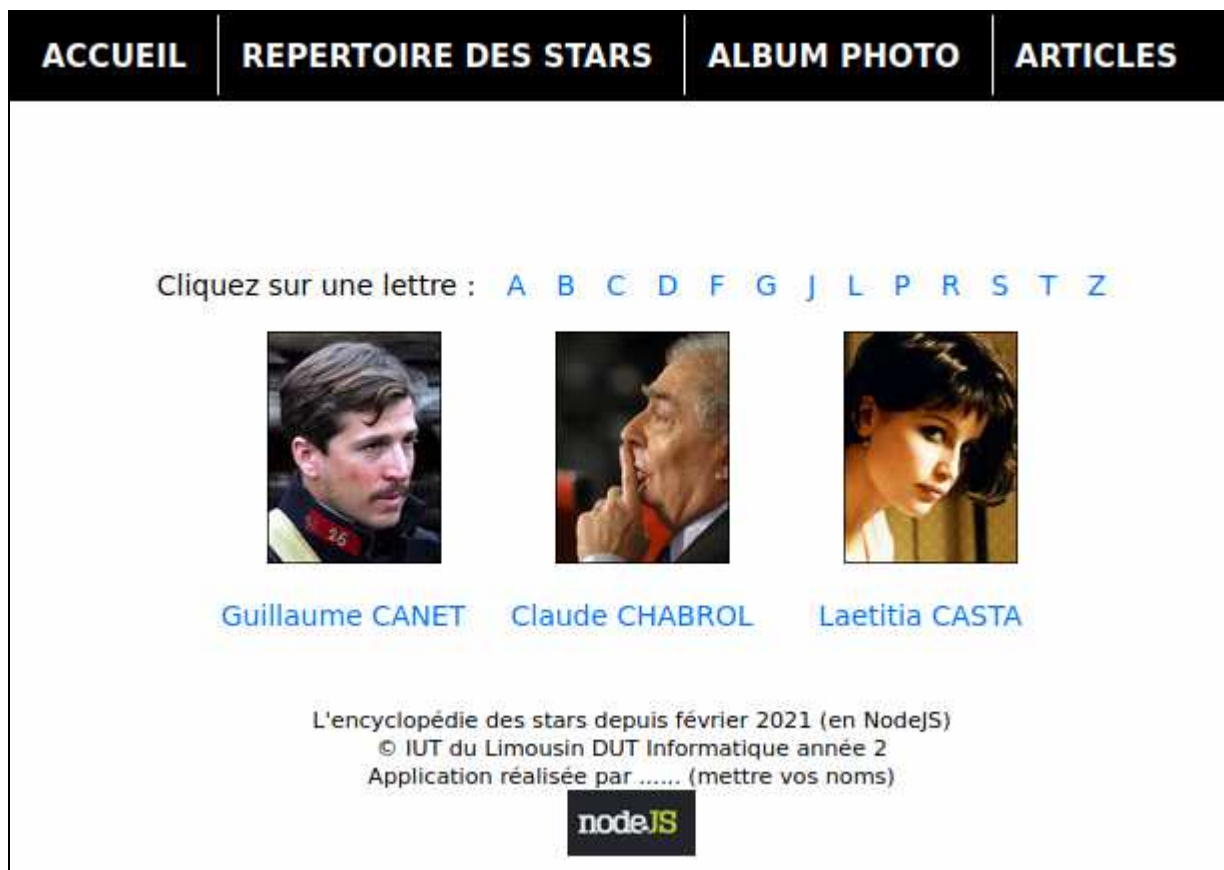 ACCUEIL REPERTOIRE DES STARS ALBUM PHOTO ARTICLES
Cliquez sur une lettre : A B C D F G J L P R S T Z
26
Guillaume CANET Claude CHABROL Laetitia CASTA
L'encyclopédie des stars depuis février 2021 (en NodeJS)
© IUT du Limousin DUT Informatique année 2
Application réalisée par ...... (mettre vos noms)
nodeJS